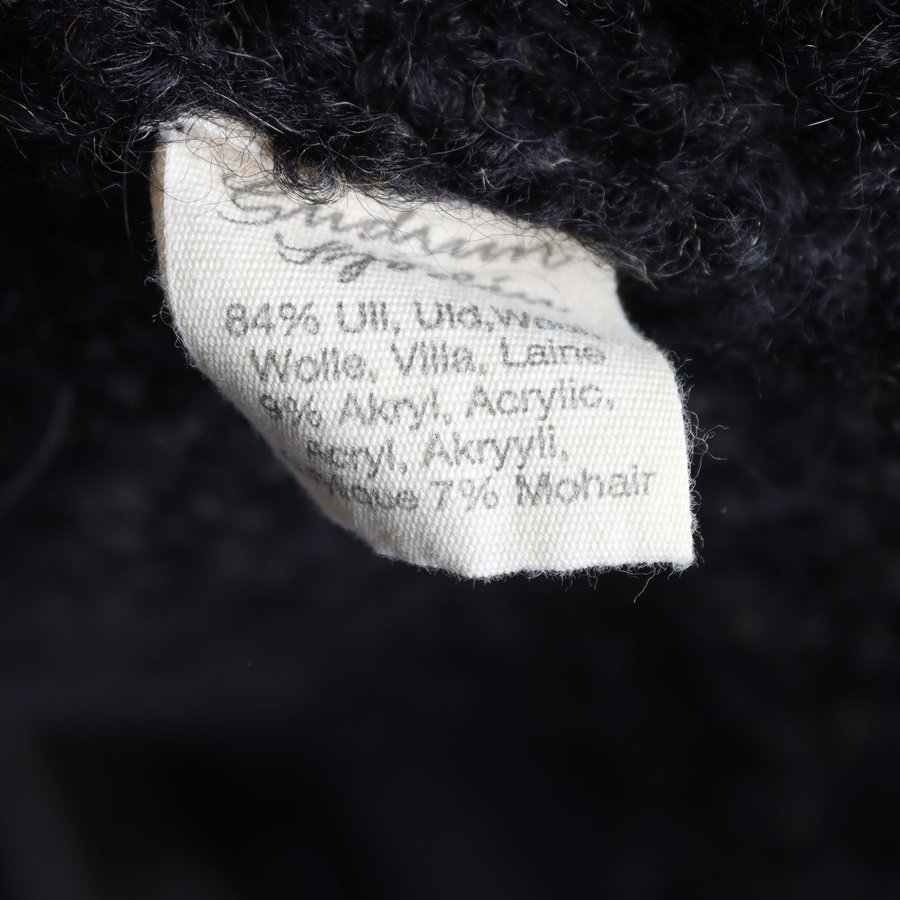 84% Ull, Uld,
Wolle, Villa, Laine
9% Akryl, Acrylic,
Acryl, Akryyli,
7% Mohair